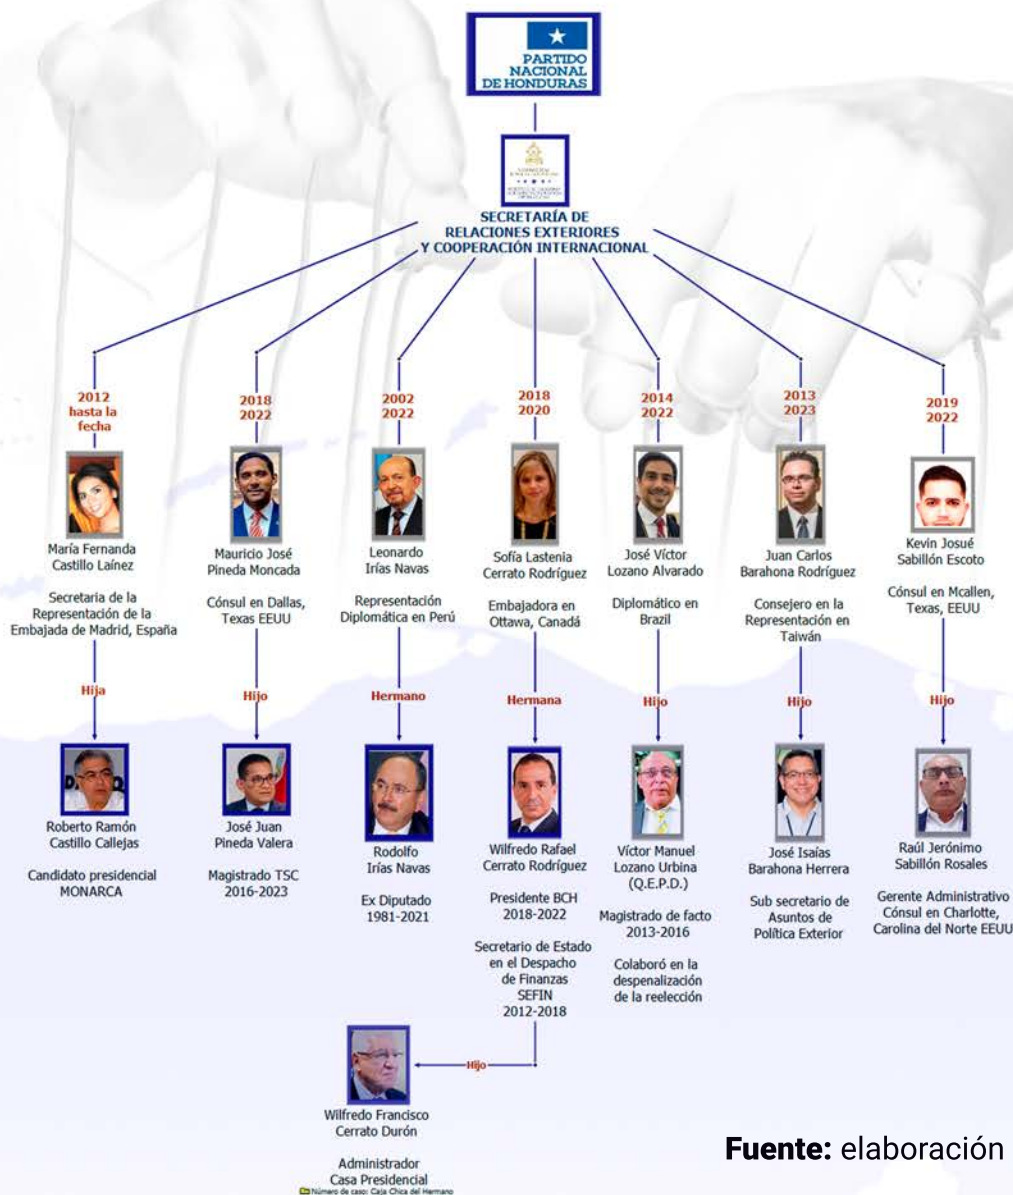 PARTIDO
NACIONAL
DE HONDURAS
SECRETARÍA DE
RELACIONES EXTERIORES
Y COOPERACIÓN INTERNACIONAL
2012
hasta la
fecha
María Fernanda
Castillo Laínez
Secretaria de la
Representación de la
Embajada de Madrid, España
Hija
Roberto Ramón
Castillo Callejas
Candidato presidencial
MONARCA
2018
2022
Mauricio José
Pineda Moncada
Cónsul en Dallas,
Texas EEUU
Hijo
José Juan
Pineda Valera
Magistrado TSC
2016-2023
2002
2022
Leonardo
Irías Navas
Representación
Diplomática en Perú
Hermano
Rodolfo
Irías Navas
Ex Diputado
1981-2021
2018
2020
Sofía Lastenia
Cerrato Rodríguez
Embajadora en
Ottawa, Canadá
Hermana
Wilfredo Rafael
Cerrato Rodríguez
Presidente BCH
2018-2022
Secretario de Estado
en el Despacho
de Finanzas
SEFIN
2012-2018
Hijo
Wilfredo Francisco
Cerrato Durón
Administrador
Casa Presidencial
Número de caso: Caja Chica del Hermano
2014
2022
José Víctor
Lozano Alvarado
Diplomático en
Brazil
Hijo
Víctor Manuel
Lozano Urbina
(Q.E.P.D.)
Magistrado de facto
2013-2016
Colaboró en la
despenalización
de la reelección
2013
2023
Juan Carlos
Barahona Rodríguez
Consejero en la
Representación en
Taiwán
Hijo
José Isaías
Barahona Herrera
Sub secretario de
Asuntos de
Política Exterior
2019
2022
Kevin Josué
Sabillón Escoto
Cónsul en Mcallen,
Texas, EEUU
Hijo
Raúl Jerónimo
Sabillón Rosales
Gerente Administrativo
Cónsul en Charlotte,
Carolina del Norte EEUU
Fuente: elaboración